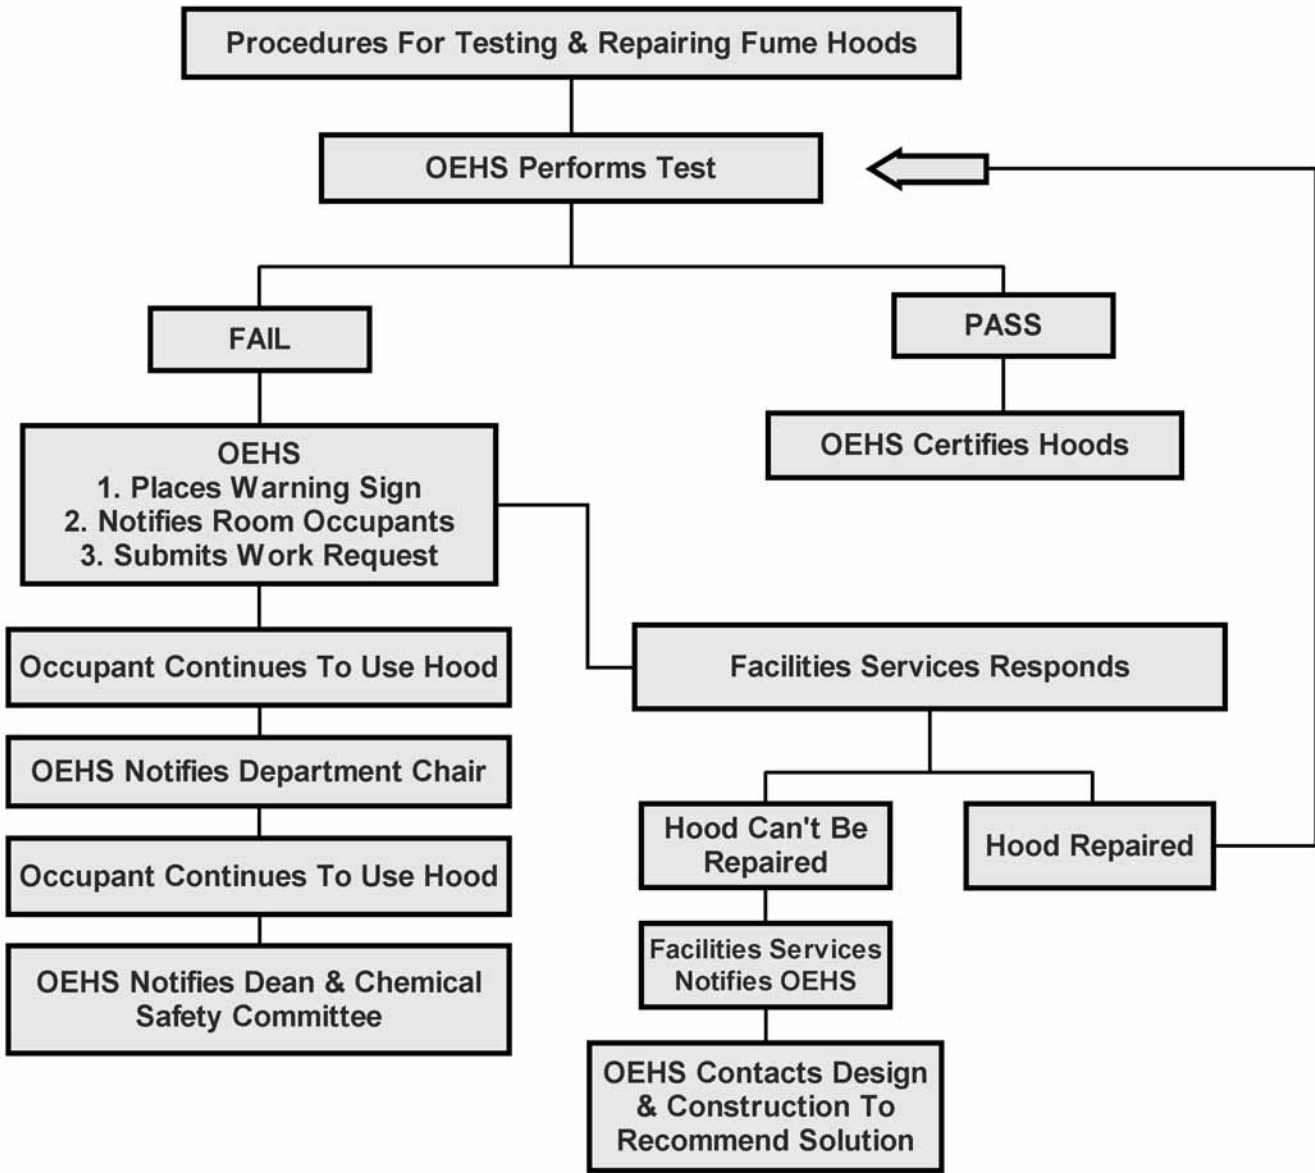 Procedures For Testing & Repairing Fume Hoods
OEHS Performs Test
FAIL
PASS
OEHS Certifies Hoods
OEHS
1. Places Warning Sign
2. Notifies Room Occupants
3. Submits Work Request
Occupant Continues To Use Hood
OEHS Notifies Department Chair
Occupant Continues To Use Hood
OEHS Notifies Dean & Chemical
Safety Committee
Facilities Services Responds
Hood Can't Be
Repaired
Hood Repaired
Facilities Services
Notifies OEHS
OEHS Contacts Design
& Construction To
Recommend Solution